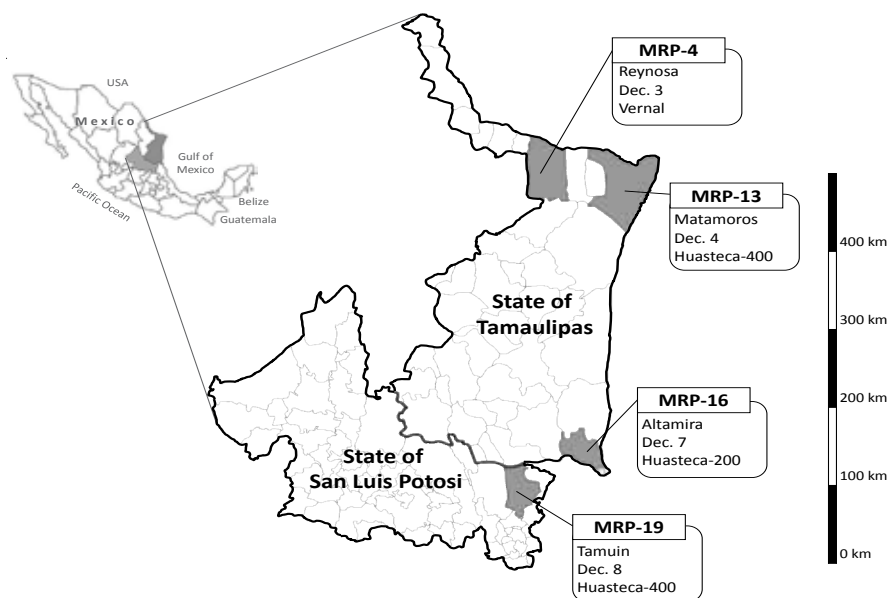 USA
Mexico
Gulf of
Mexico
Pacific Ocean
Belize
Guatemala
MRP-4
Reynosa
Dec. 3
Vernal
MRP-13
Matamoros
Dec. 4
Huasteca-400
State of
Tamaulipas
MRP-16
Altamira
Dec. 7
Huasteca-200
State of
San Luis Potosi
MRP-19
Tamuin
Dec. 8
Huasteca-400
400 km
300 km
200 km
100 km
0 km